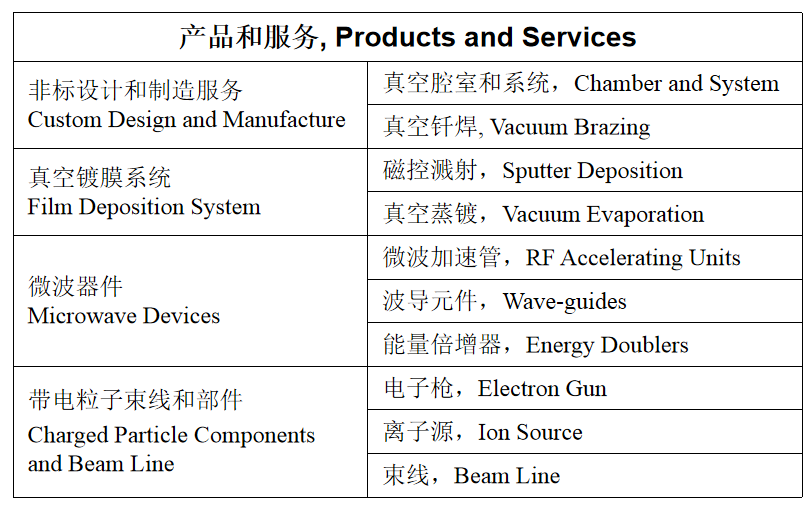 产品和服务, Products and Services
非标设计和制造服务
Custom Design and Manufacture
真空腔室和系统，Chamber and System
真空钎焊, Vacuum Brazing
真空镀膜系统
Film Deposition System
磁控溅射，Sputter Deposition
真空蒸镀，Vacuum Evaporation
微波器件
Microwave Devices
微波加速管，RF Accelerating Units
波导元件，Wave-guides
能量倍增器，Energy Doublers
带电粒子束线和部件
Charged Particle Components
and Beam Line
电子枪，Electron Gun
离子源，Ion Source
束线，Beam Line